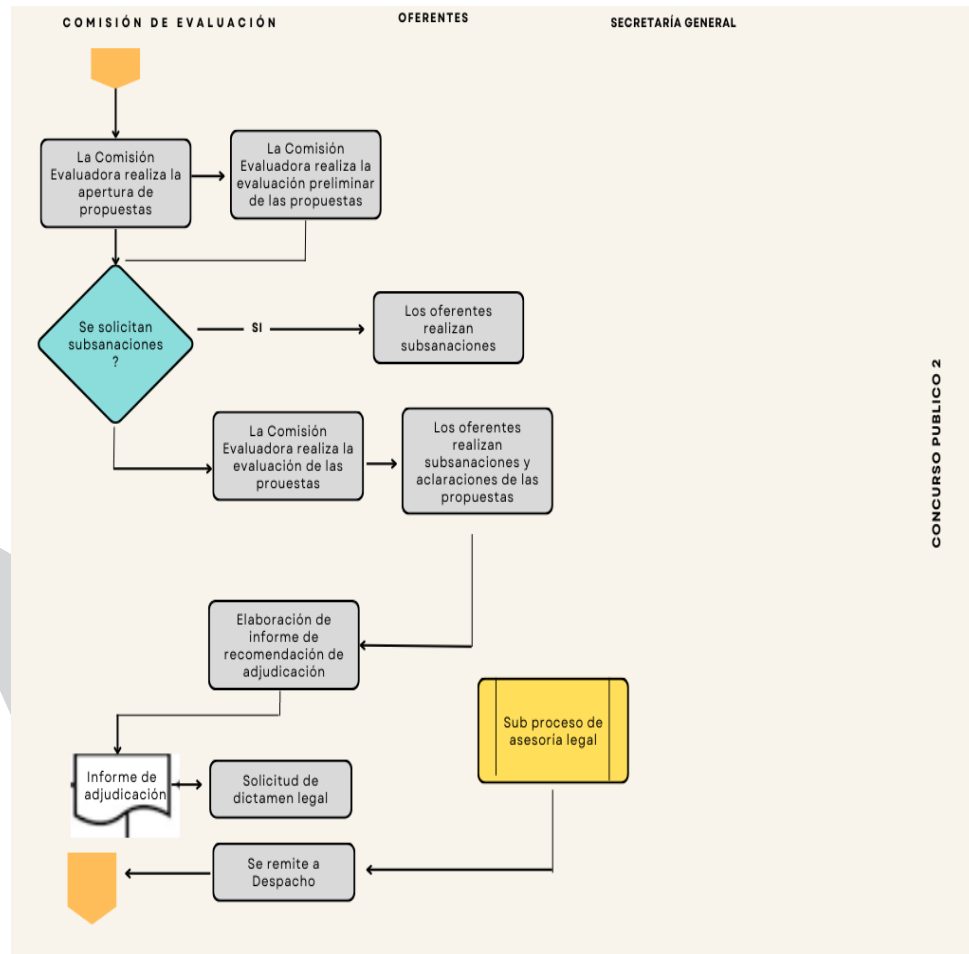 COMISIÓN DE EVALUACIÓN
OFERENTES
SECRETARÍA GENERAL
La Comisión
Evaluadora realiza la
apertura de
propuestas
La Comisión
Evaluadora realiza la
evaluación preliminar
de las propuestas
Se solicitan
subsanaciones
?
SI
Los oferentes
realizan
subsanaciones
La Comisión
Evaluadora realiza la
evaluación de las
prouestas
Los oferentes
realizan
subsanaciones y
aclaraciones de las
propuestas
CONCURSO PUBLICO 2
Elaboración de
informe de
recomendación de
adjudicación
Sub proceso de
asesoría legal
Informe de
adjudicación
Solicitud de
dictamen legal
Se remite a
Despacho